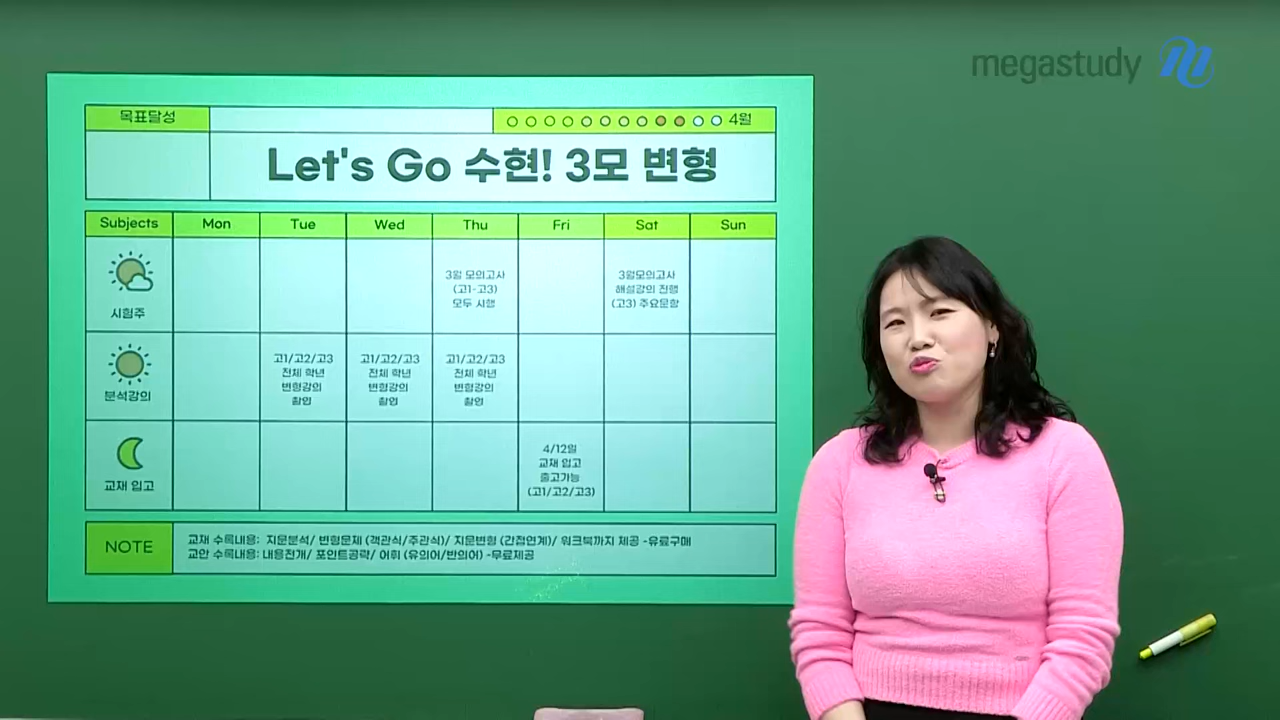 megastudy
목표달성
4월
Let's Go 수현! 3모 변형
Subjects Mon Tue Wed Thu Fri Sat Sun
시험주
3월 모의고사
(고1-고3)
모두 시행
3월모의고사
해설강의 진행
(고3) 주요문항
분석강의
고1/고2/고3
전체 학년
변형강의
촬영
고1/고2/고3
전체 학년
변형강의
촬영
고1/고2/고3
전체 학년
변형강의
촬영
교재 입고
4/12일
교재 입고
출고가능
(고1/고2/고3)
NOTE
교재 수록내용: 지문분석/ 변형문제 (객관식/주관식)/ 지문변형 (간접연계)/ 워크북까지 제공 -유료구매
교안 수록내용: 내용전개/ 포인트공략/ 어휘 (유의어/반의어) -무료제공